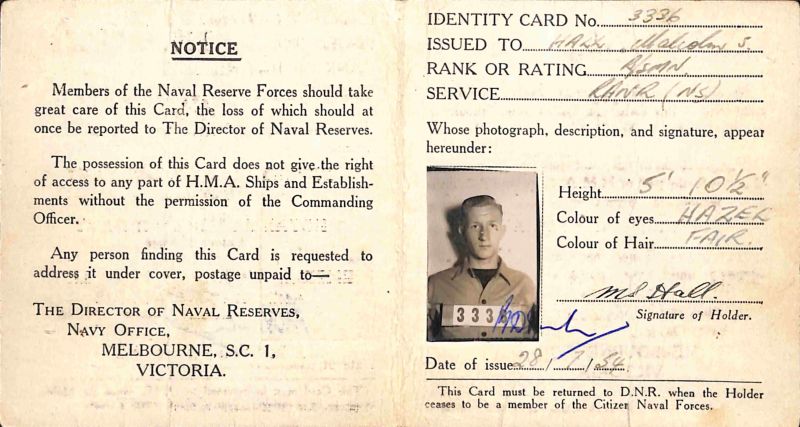 NOTICE
Members of the Naval Reserve Forces should take
great care of this Card, the loss of which should at
once be reported to The Director of Naval Reserves.
The possession of this Card does not give the right
of access to any part of H.M.A. Ships and Establish-
ments without the permission of the Commanding
Officer.
Any person finding this Card is requested to
address it under cover, postage unpaid to—
THE DIRECTOR OF NAVAL RESERVES,
NAVY OFFICE,
MELBOURNE, S.C. 1,
VICTORIA.
IDENTITY CARD No. 3336
ISSUED TO HALL Malcolm S.
RANK OR RATING
SERVICE RANR (NS)
Whose photograph, description, and signature, appear
hereunder:
Height 5' 10½"
Colour of eyes HAZEL
Colour of Hair FAIR.
333
MS Hall.
Signature of Holder.
Date of issue 28/7/54
This Card must be returned to D.N.R. when the Holder
ceases to be a member of the Citizen Naval Forces.